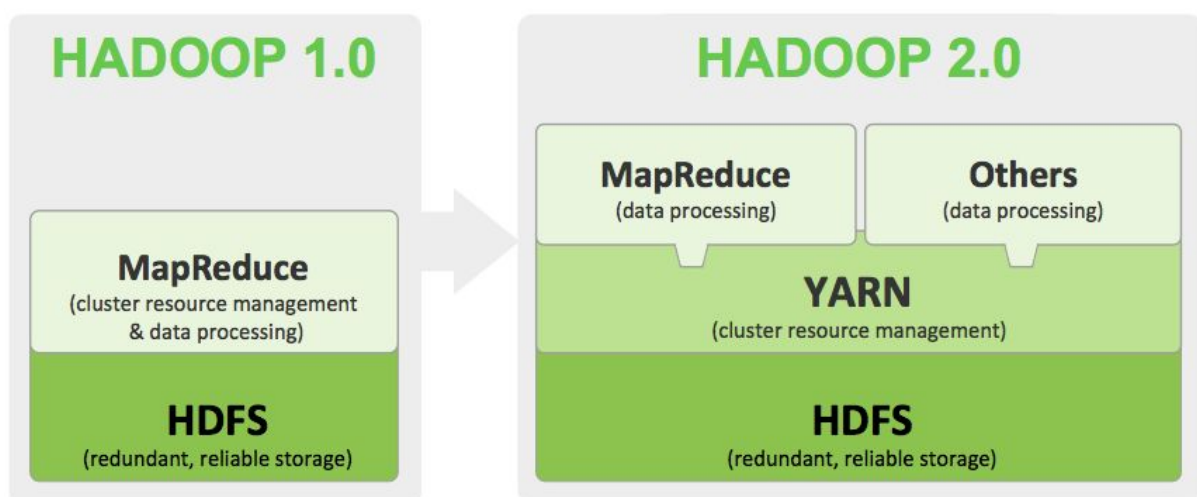 HADOOP 1.0
MapReduce
(cluster resource management
& data processing)
HDFS
(redundant, reliable storage)
HADOOP 2.0
MapReduce
(data processing)
Others
(data processing)
YARN
(cluster resource management)
HDFS
(redundant, reliable storage)